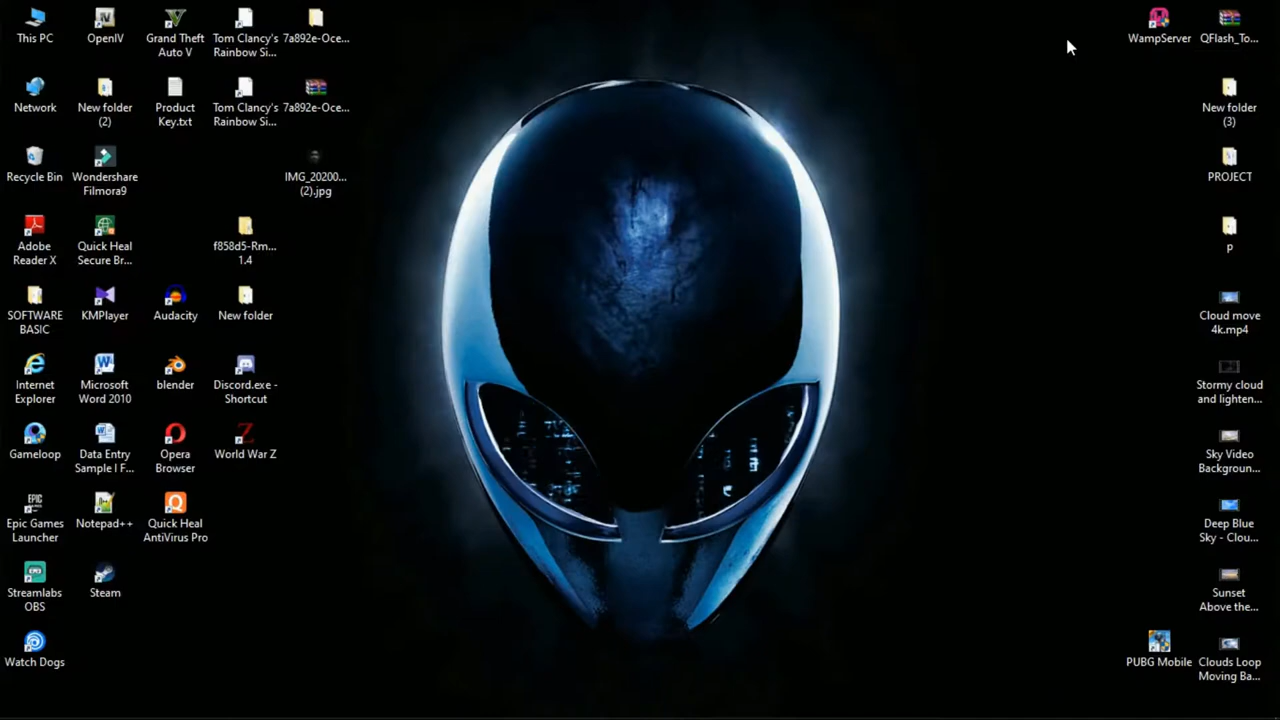 This PC
OpenIV
Grand Theft
Auto V
Tom Clancy's
Rainbow Si...
7a892e-Oce...
WampServer
QFlash_To...
Network
New folder
(2)
Product
Key.txt
Tom Clancy's
Rainbow Si...
7a892e-Oce...
New folder
(3)
Recycle Bin
Wondershare
Filmora9
IMG_20200...
(2).jpg
PROJECT
Adobe
Reader X
Quick Heal
Secure Br...
f858d5-Rm...
1.4
p
SOFTWARE
BASIC
KMPlayer
Audacity
New folder
Cloud move
4k.mp4
Internet
Explorer
Microsoft
Word 2010
blender
Discord.exe -
Shortcut
Stormy cloud
and lighten...
Gameloop
Data Entry
Sample I F...
Opera
Browser
World War Z
Sky Video
Backgroun...
Epic Games
Launcher
Notepad++
Quick Heal
AntiVirus Pro
Deep Blue
Sky - Clou...
Streamlabs
OBS
Steam
Sunset
Above the...
Watch Dogs
PUBG Mobile
Clouds Loop
Moving Ba...